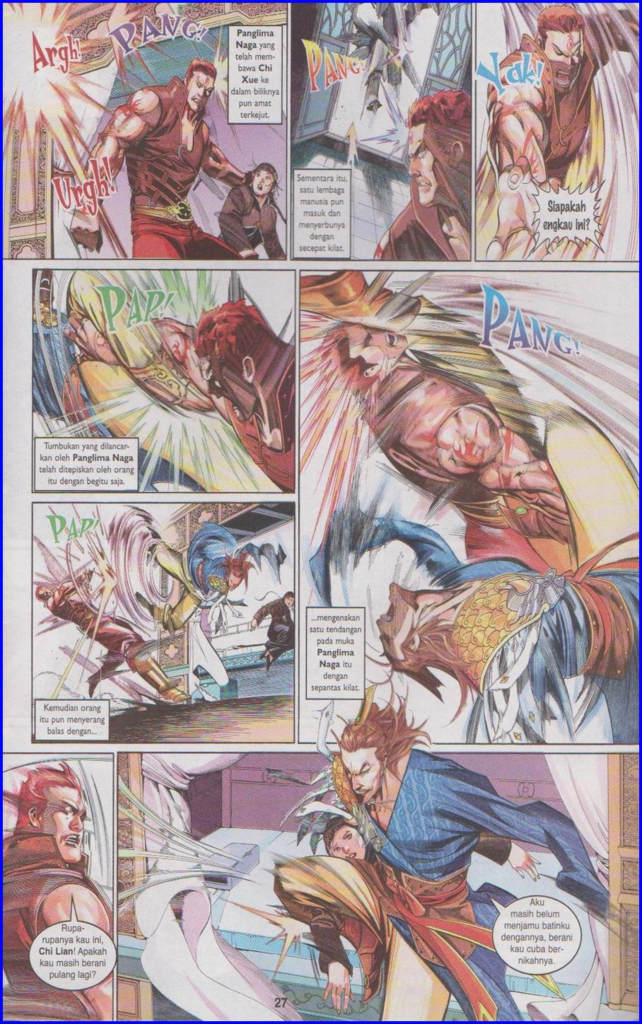 Argh!
PANG!
Urgh!
Panglima
Naga yang
telah mem-
bawa Chi
Xue ke
dalam biliknya
pun amat
terkejut.
PANG!
Sementara itu,
satu lembaga
manusia pun
masuk dan
menyerbunya
dengan
secepat kilat.
Yak!
Siapakah
engkau ini?
PAP!
Tumbukan yang dilancar-
kan oleh Panglima Naga
telah ditepiskan oleh orang
itu dengan begitu saja.
PAP!
Kemudian orang
itu pun menyerang
balas dengan...
PANG!
...mengenakan
satu tendangan
pada muka
Panglima
Naga itu
dengan
sepantas kilat.
Rupa-
rupanya kau ini,
Chi Lian! Apakah
kau masih berani
pulang lagi?
Aku
masih belum
menjamu batinku
dengannya, berani
kau cuba ber-
nikahnya.
27